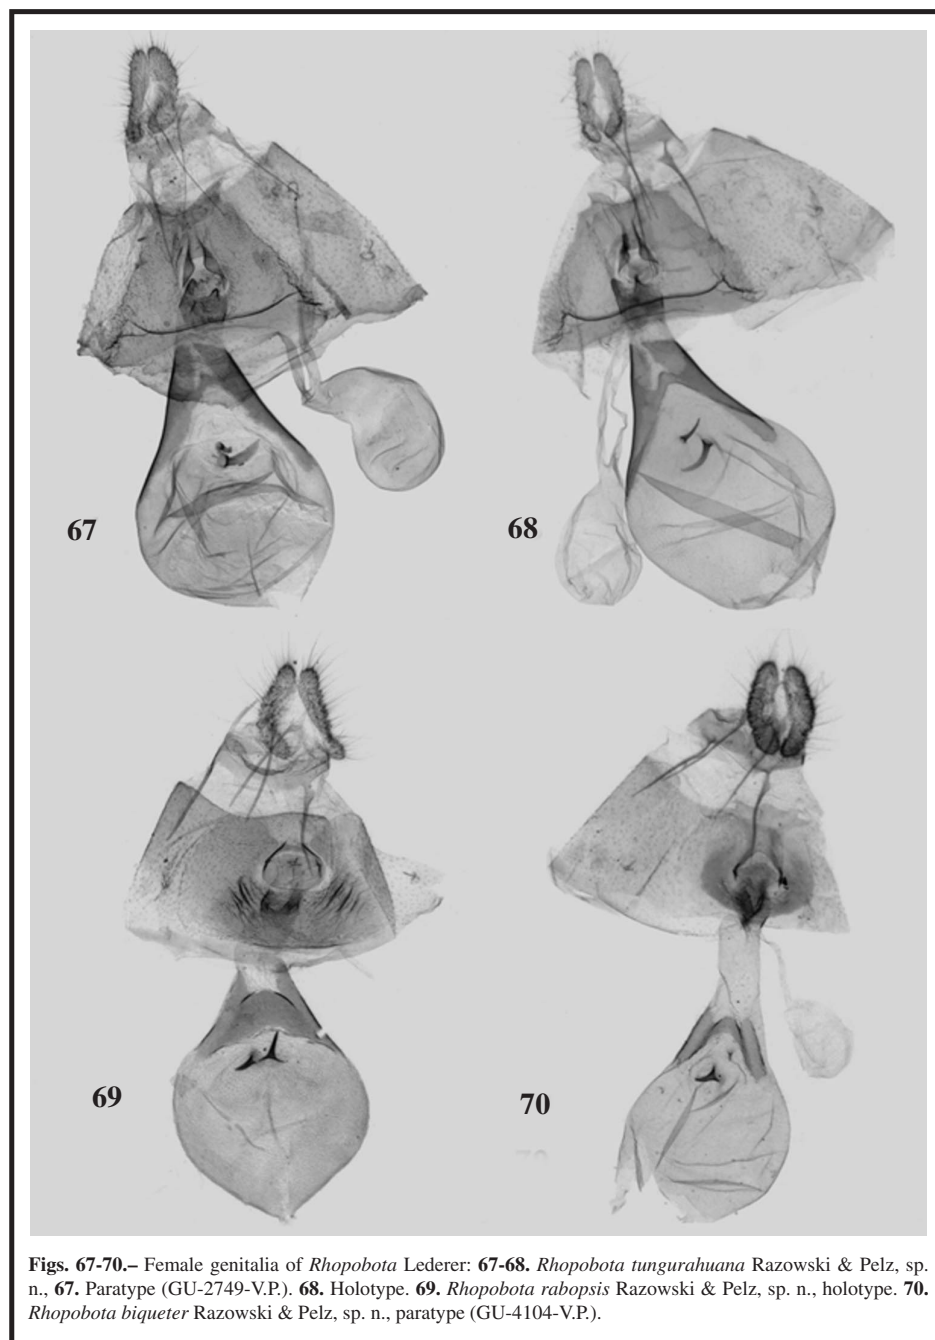 67
68
69
70
Figs. 67-70.– Female genitalia of Rhopobota Lederer: 67-68. Rhopobota tungurahuana Razowski & Pelz, sp.
n., 67. Paratype (GU-2749-V.P.). 68. Holotype. 69. Rhopobota rabopsis Razowski & Pelz, sp. n., holotype. 70.
Rhopobota biqueter Razowski & Pelz, sp. n., paratype (GU-4104-V.P.).